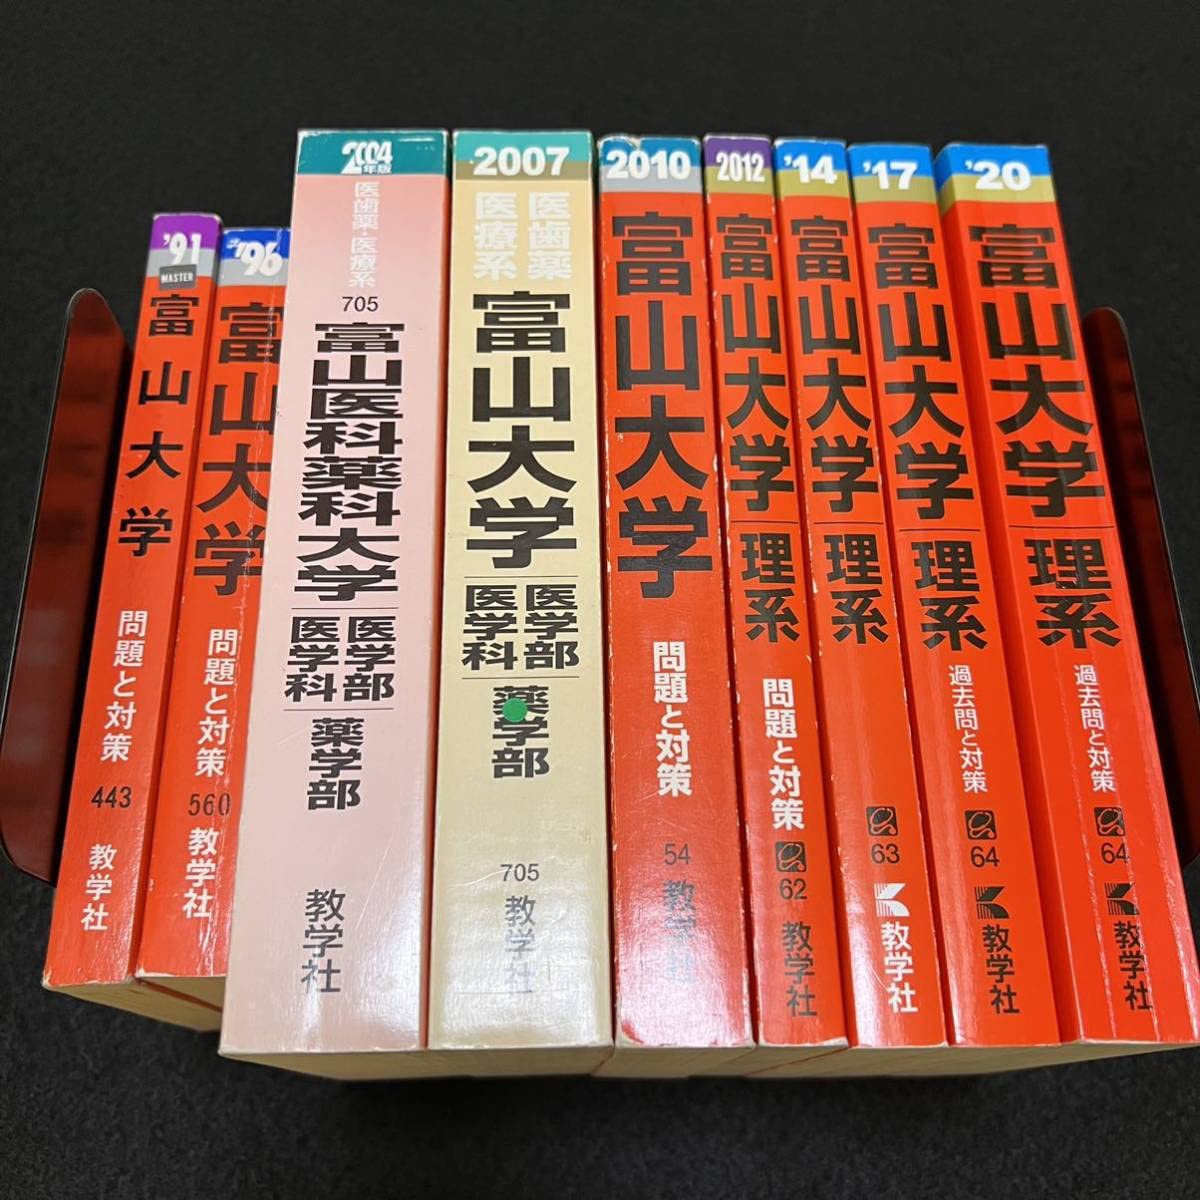 '91
MASTER
富山大学
問題と対策
443
教学社
'96
富山大学
問題と対策
560
教学社
2004
年版
医歯薬・医療系
705
富山医科薬科大学
医学部
医学科
薬学部
教学社
2007
医歯薬
医療系
富山大学
医学部
医学科
薬学部
705
教学社
2010
富山大学
問題と対策
54
教学社
2012
富山大学
理系
問題と対策
62
教学社
'14
富山大学
理系
63
教学社
'17
富山大学
理系
過去問と対策
64
教学社
'20
富山大学
理系
過去問と対策
64
教学社